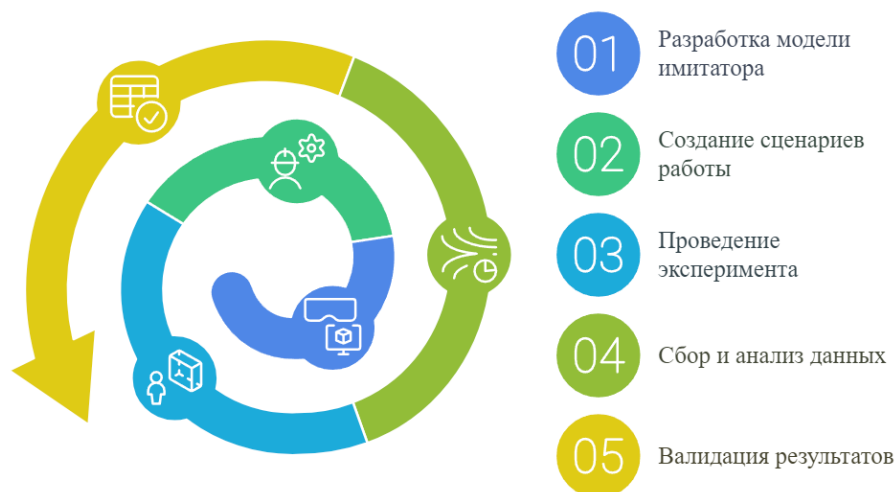 01
Разработка модели
имитатора
02
Создание сценариев
работы
03
Проведение
эксперимента
04
Сбор и анализ данных
05
Валидация результатов